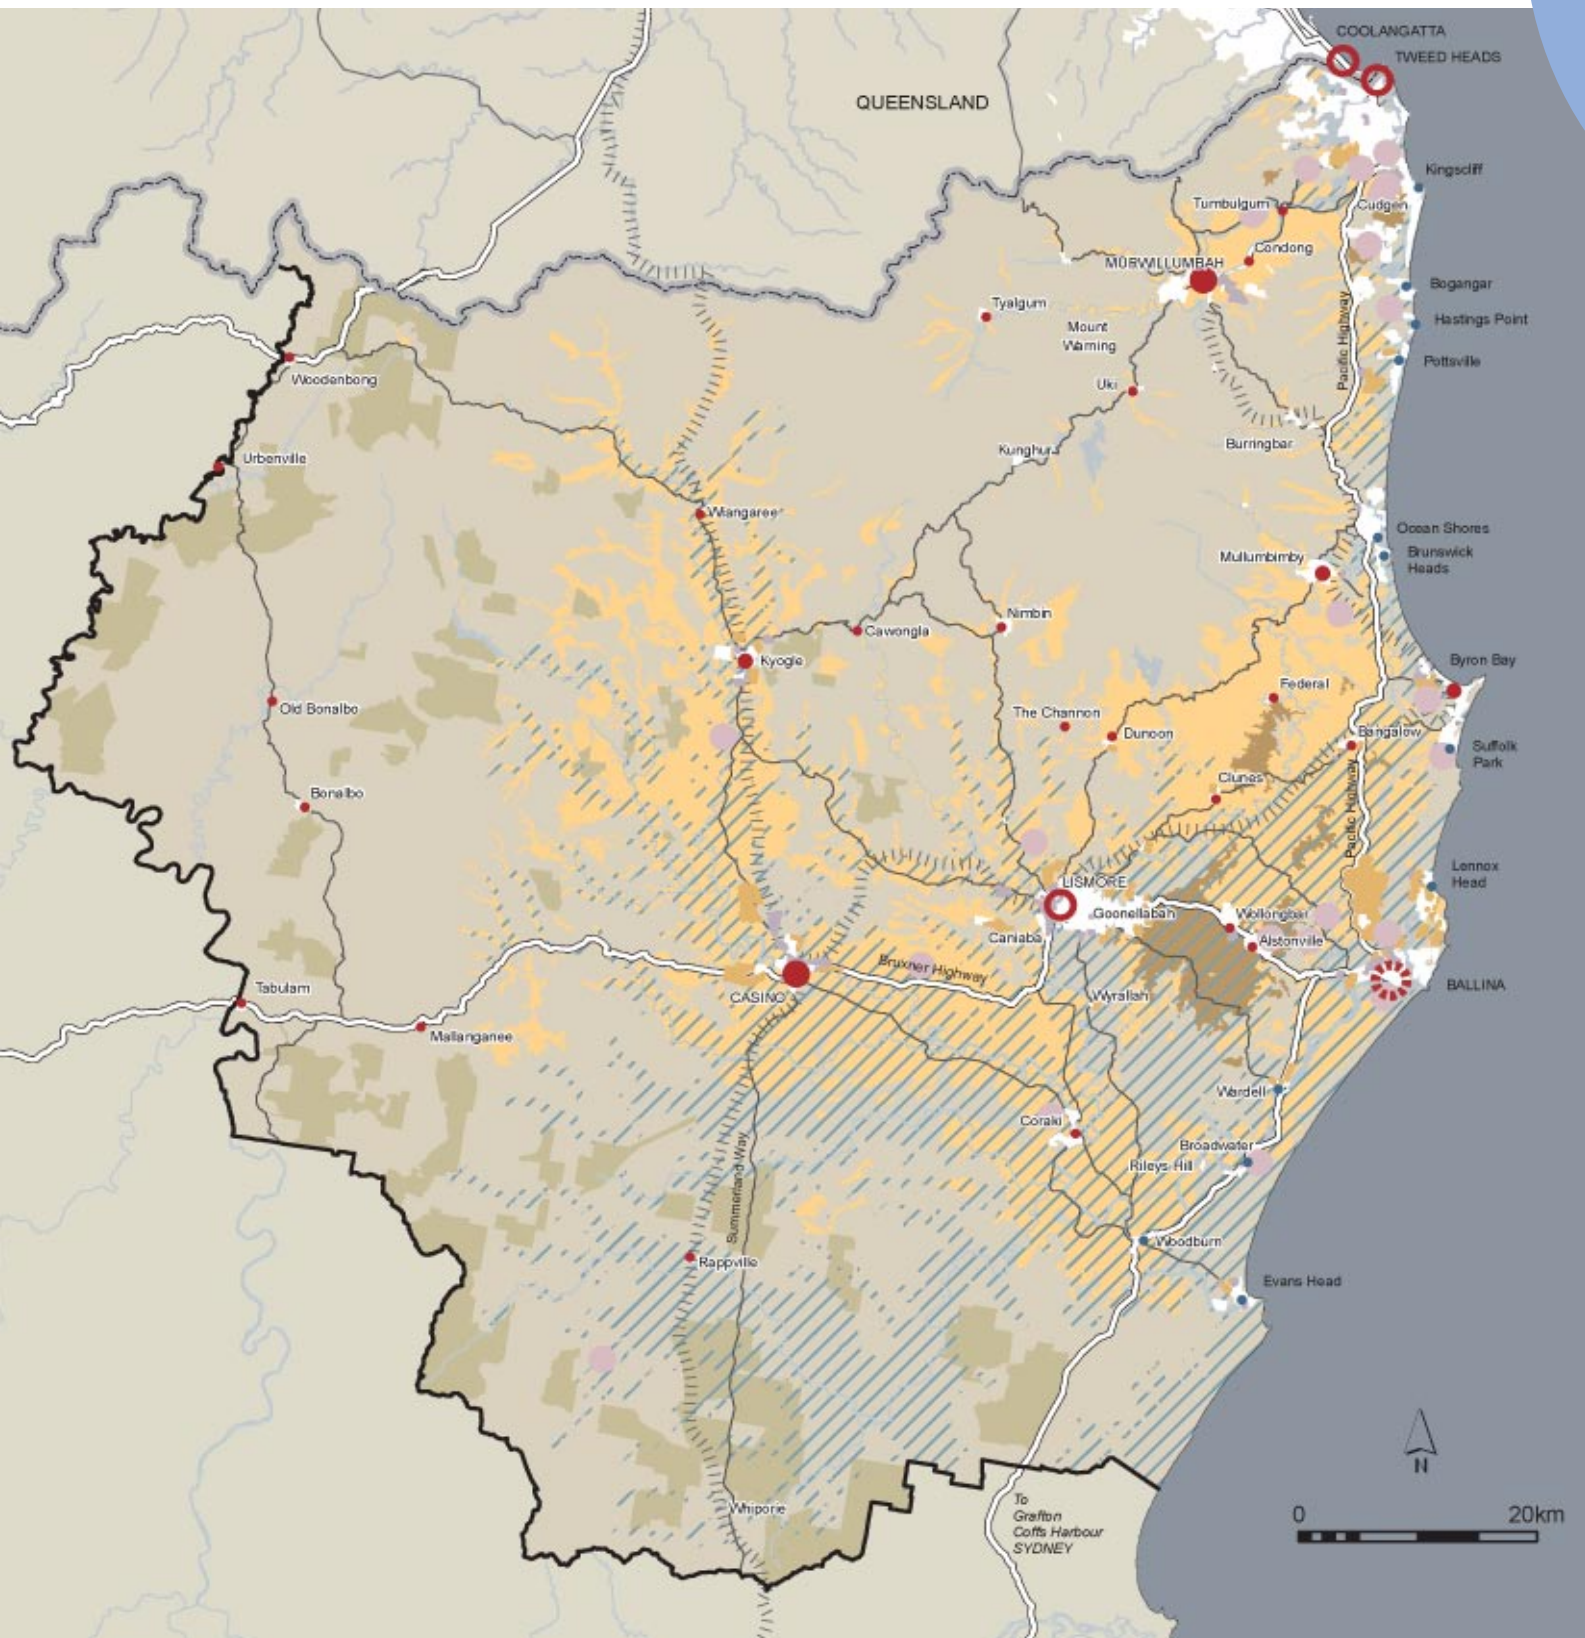 COOLANGATTA
TWEED HEADS
QUEENSLAND
Kingscliff
Tumbulgum
Cudgen
Condong
MURWILLUMBAH
Bogangar
Tyalgum
Hastings Point
Mount
Warning
Pacific Highway
Pottsville
Woodenbong
Uki
Burringbar
Kunghur
Urbenville
Wiangaree
Ocean Shores
Brunswick
Heads
Mullumbimby
Nimbin
Cawongla
Kyogle
Byron Bay
Federal
Old Bonalbo
The Channon
Dunoon
Bangalow
Suffolk
Park
Clunes
Bonalbo
Pacific Highway
Lennox
Head
LISMORE
Goonellabah
Wollongbar
Caniaba
Alstonville
Bruxner Highway
BALLINA
Tabulam
CASINO
Wyrallah
Mallanganee
Wardell
Coraki
Broadwater
Rileys Hill
Summerland Way
Woodburn
Rappville
Evans Head
N
Whiporie
To
Grafton
Coffs Harbour
SYDNEY
0 20km